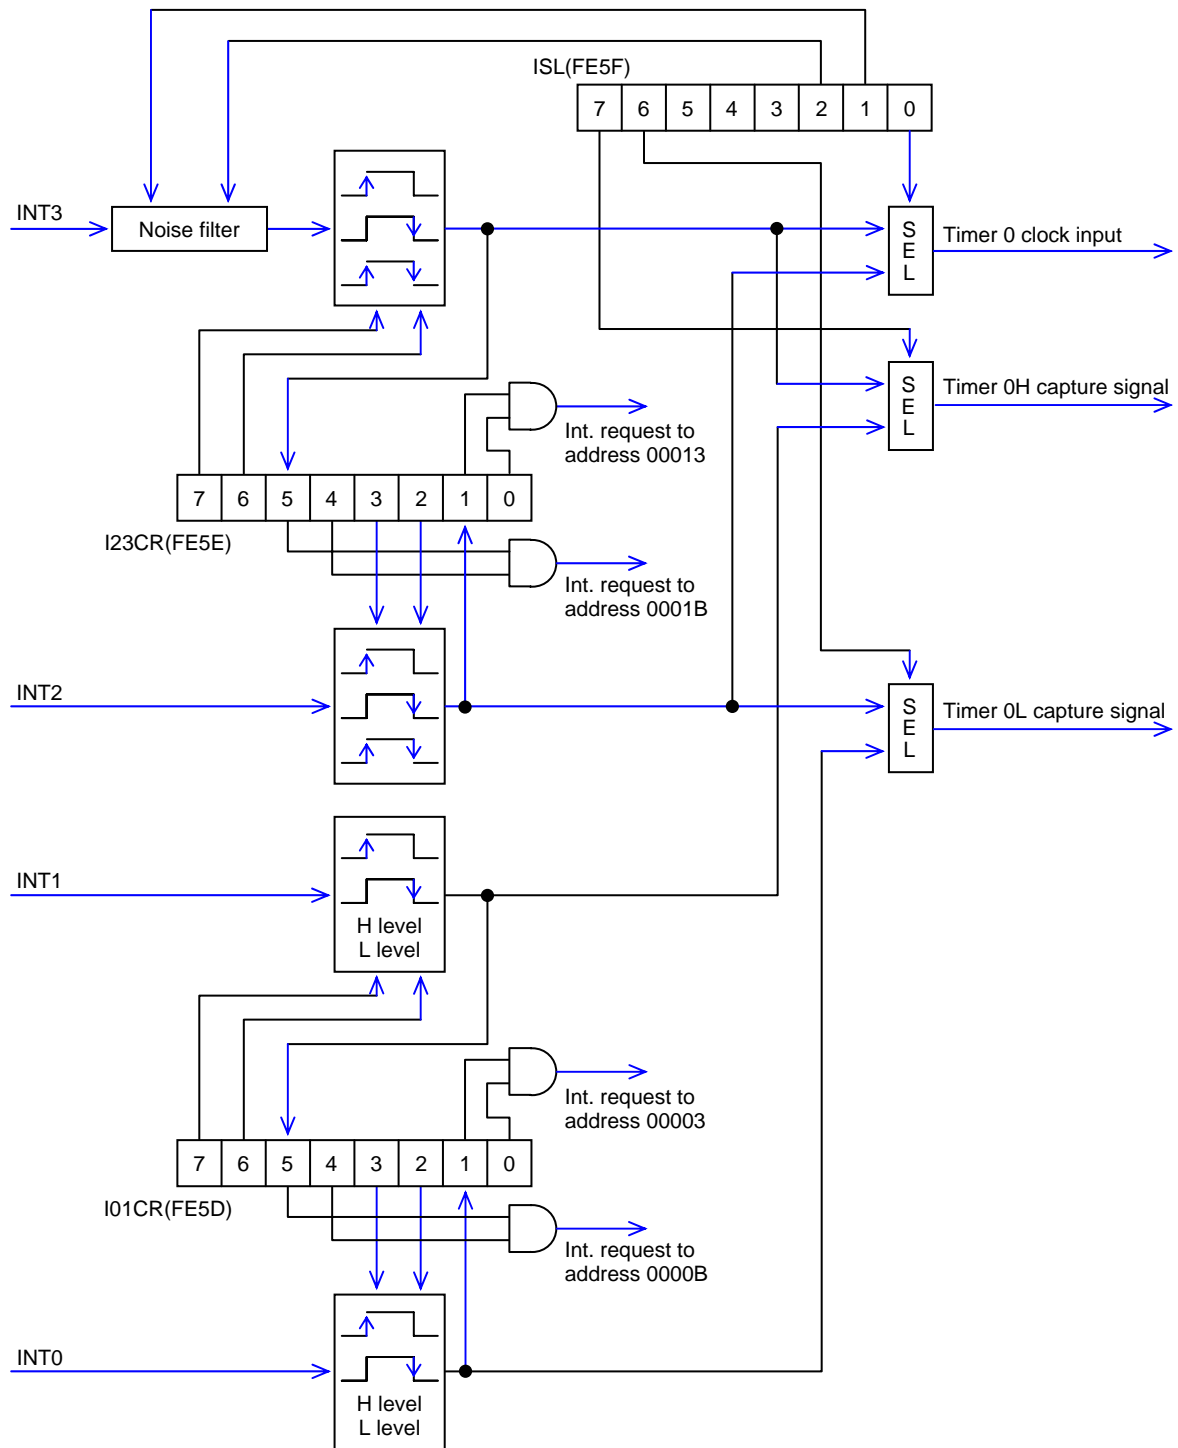 ISL(FE5F)
7 6 5 4 3 2 1 0
INT3
Noise filter
S
E
L
Timer 0 clock input
S
E
L
Timer 0H capture signal
Int. request to
address 00013
7 6 5 4 3 2 1 0
I23CR(FE5E)
Int. request to
address 0001B
INT2
S
E
L
Timer 0L capture signal
INT1
H level
L level
Int. request to
address 00003
7 6 5 4 3 2 1 0
I01CR(FE5D)
Int. request to
address 0000B
INT0
H level
L level